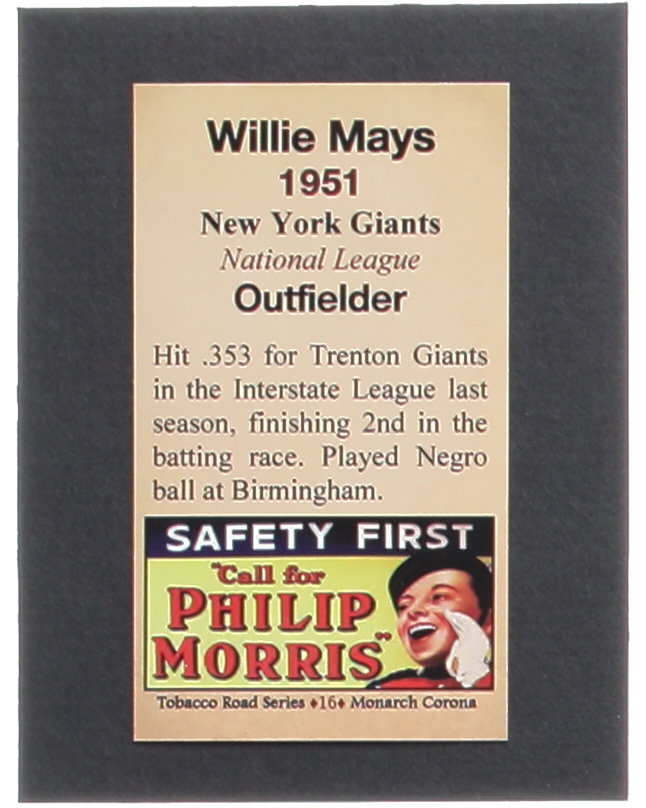 Willie Mays
1951
New York Giants
National League
Outfielder
Hit .353 for Trenton Giants
in the Interstate League last
season, finishing 2nd in the
batting race. Played Negro
ball at Birmingham.
SAFETY FIRST
"Call for
PHILIP
MORRIS"
Tobacco Road Series ♦16♦ Monarch Corona